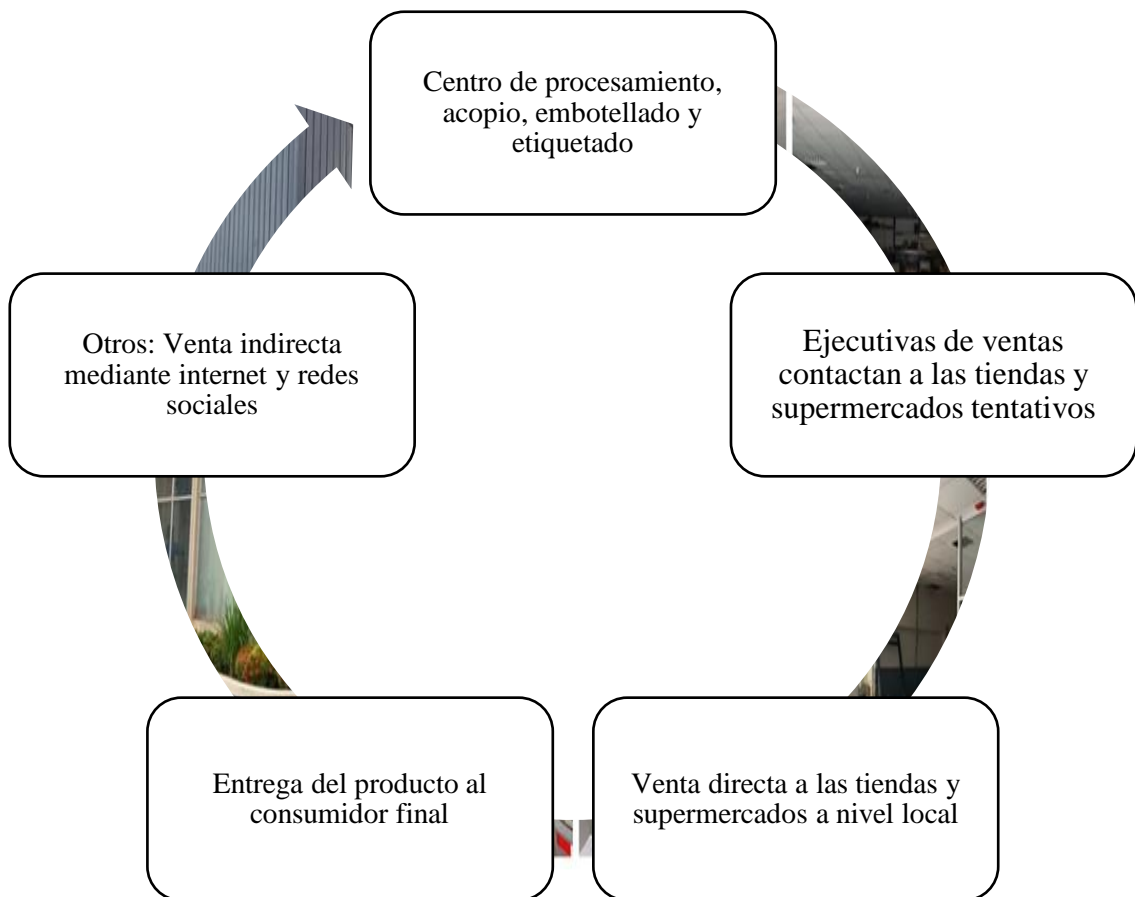 Centro de procesamiento,
acopio, embotellado y
etiquetado
Ejecutivas de ventas
contactan a las tiendas y
supermercados tentativos
Venta directa a las tiendas y
supermercados a nivel local
Entrega del producto al
consumidor final
Otros: Venta indirecta
mediante internet y redes
sociales